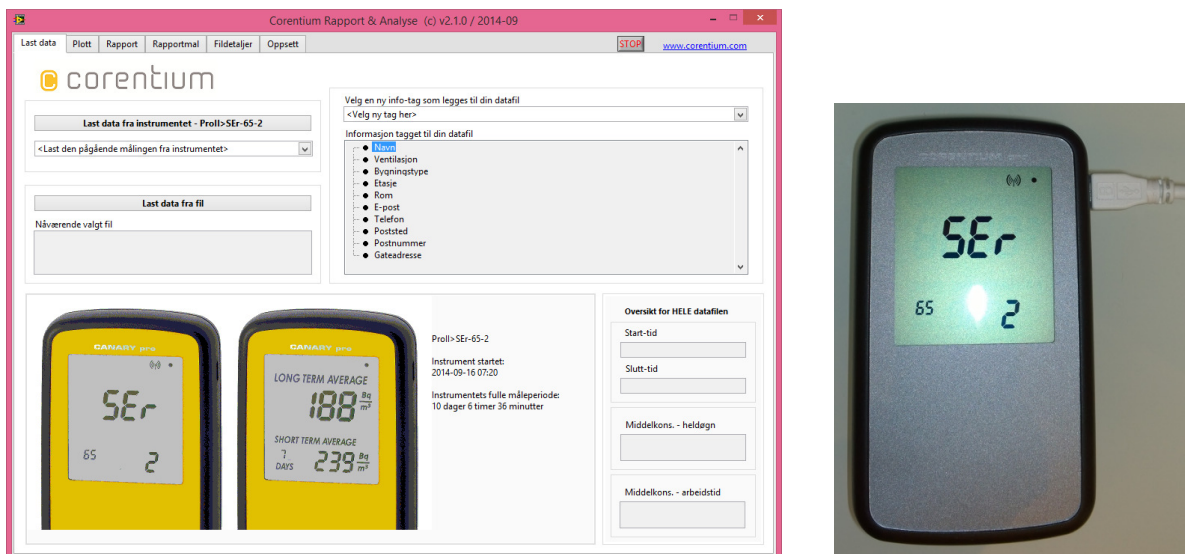 Corentium Rapport & Analyse (c) v2.1.0 / 2014-09
Last data Plott Rapport Rapportmal Fildetaljer Oppsett STOP www.corentium.com
corentium
Last data fra instrumentet - ProII>SEr-65-2
<Last den pågående målingen fra instrumentet>
Last data fra fil
Nåværende valgt fil
Velg en ny info-tag som legges til din datafil
<Velg ny tag her>
Informasjon tagget til din datafil
Navn
Ventilasjon
Bygningstype
Etasje
Rom
E-post
Telefon
Poststed
Postnummer
Gateadresse
CANARY pro
SEr
65 2
CANARY pro
LONG TERM AVERAGE
188 Bq/m³
SHORT TERM AVERAGE
7 DAYS 239 Bq/m³
ProII>SEr-65-2
Instrument startet:
2014-09-16 07:20
Instrumentets fulle måleperiode:
10 dager 6 timer 36 minutter
Oversikt for HELE datafilen
Start-tid
Slutt-tid
Middelkons. - heldøgn
Middelkons. - arbeidstid
CORENTIUM pro
SEr
65 2